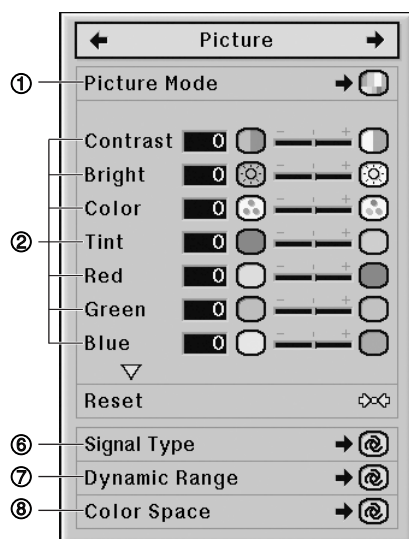 Picture
① Picture Mode
Contrast 0 - +
Bright 0 - +
Color 0 - +
② Tint 0 - +
Red 0 - +
Green 0 - +
Blue 0 - +
Reset
⑥ Signal Type
⑦ Dynamic Range
⑧ Color Space